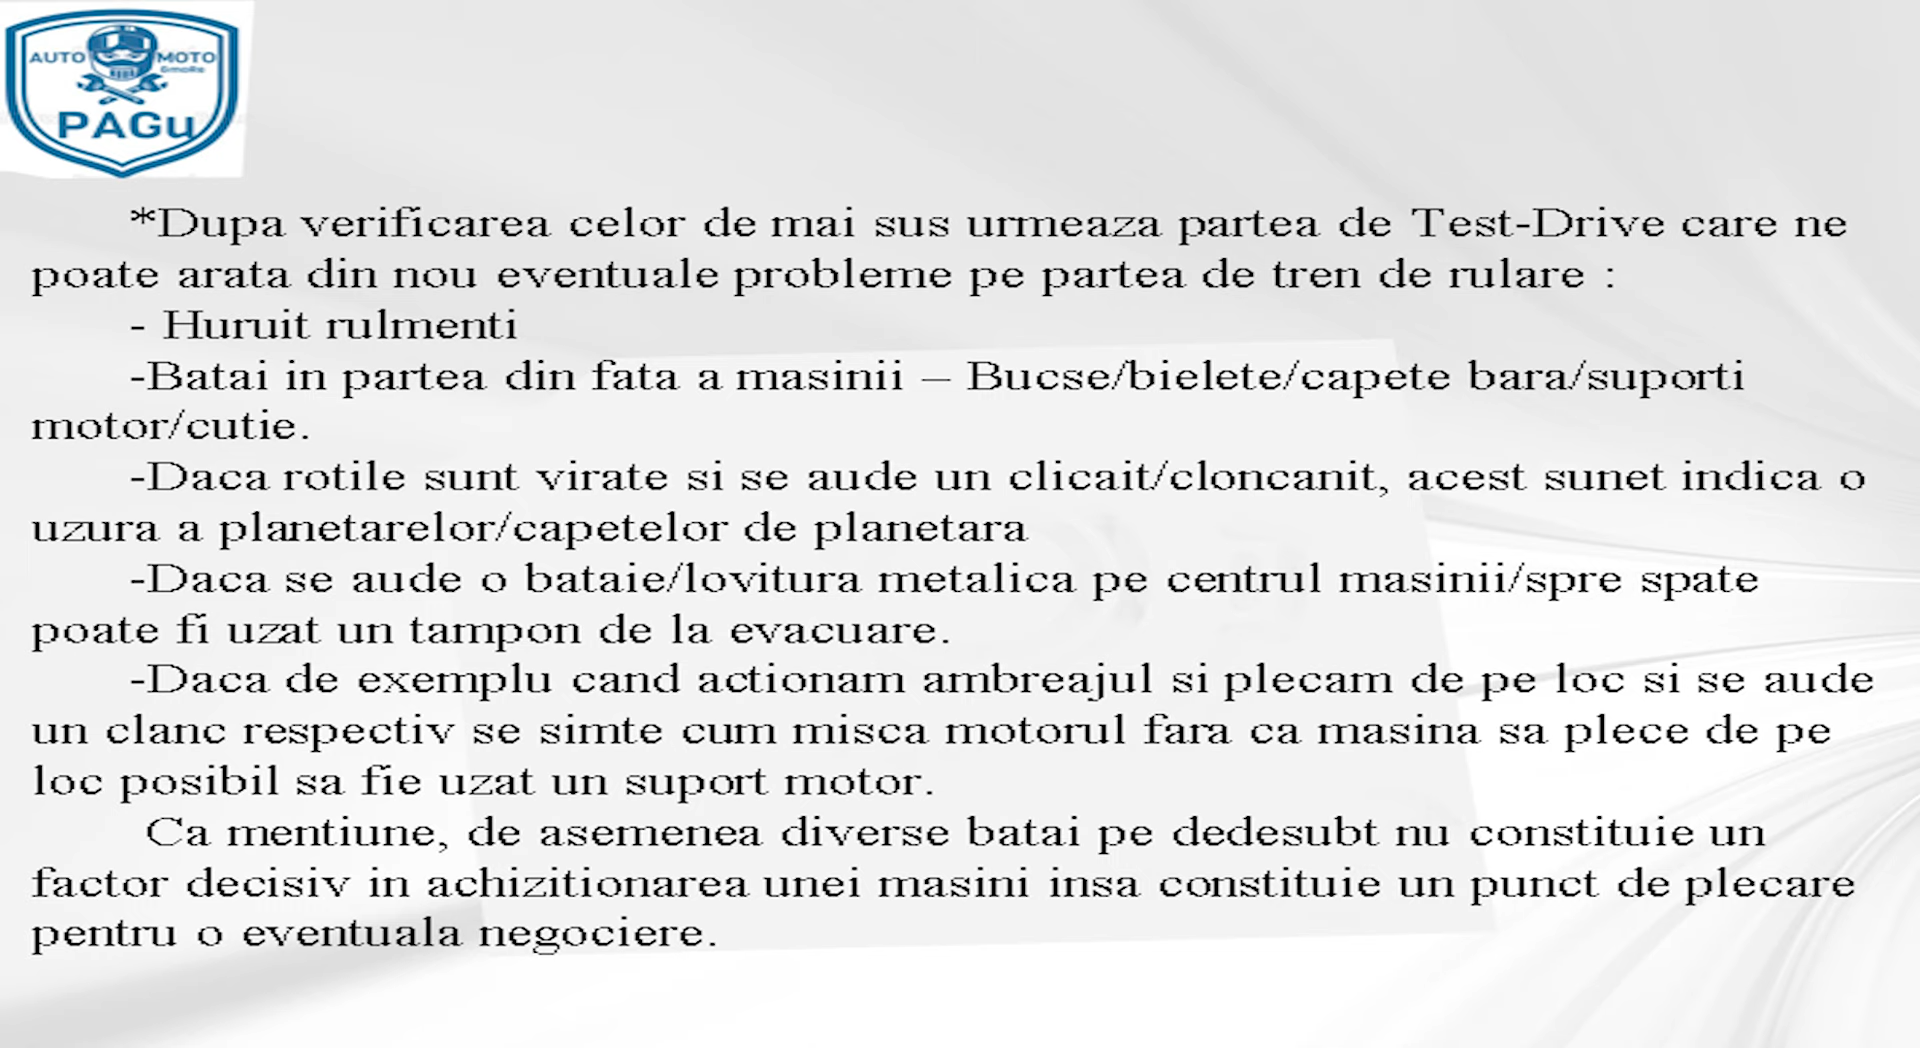 AUTO MOTO
GmoRo
PAGu
*Dupa verificarea celor de mai sus urmeaza partea de Test-Drive care ne
poate arata din nou eventuale probleme pe partea de tren de rulare :
- Huruit rulmenti
-Batai in partea din fata a masinii – Bucse/bielete/capete bara/suporti
motor/cutie.
-Daca rotile sunt virate si se aude un clicait/cloncanit, acest sunet indica o
uzura a planetarelor/capetelor de planetara
-Daca se aude o bataie/lovitura metalica pe centrul masinii/spre spate
poate fi uzat un tampon de la evacuare.
-Daca de exemplu cand actionam ambreajul si plecam de pe loc si se aude
un clanc respectiv se simte cum misca motorul fara ca masina sa plece de pe
loc posibil sa fie uzat un suport motor.
Ca mentiune, de asemenea diverse batai pe dedesubt nu constituie un
factor decisiv in achizitionarea unei masini insa constituie un punct de plecare
pentru o eventuala negociere.